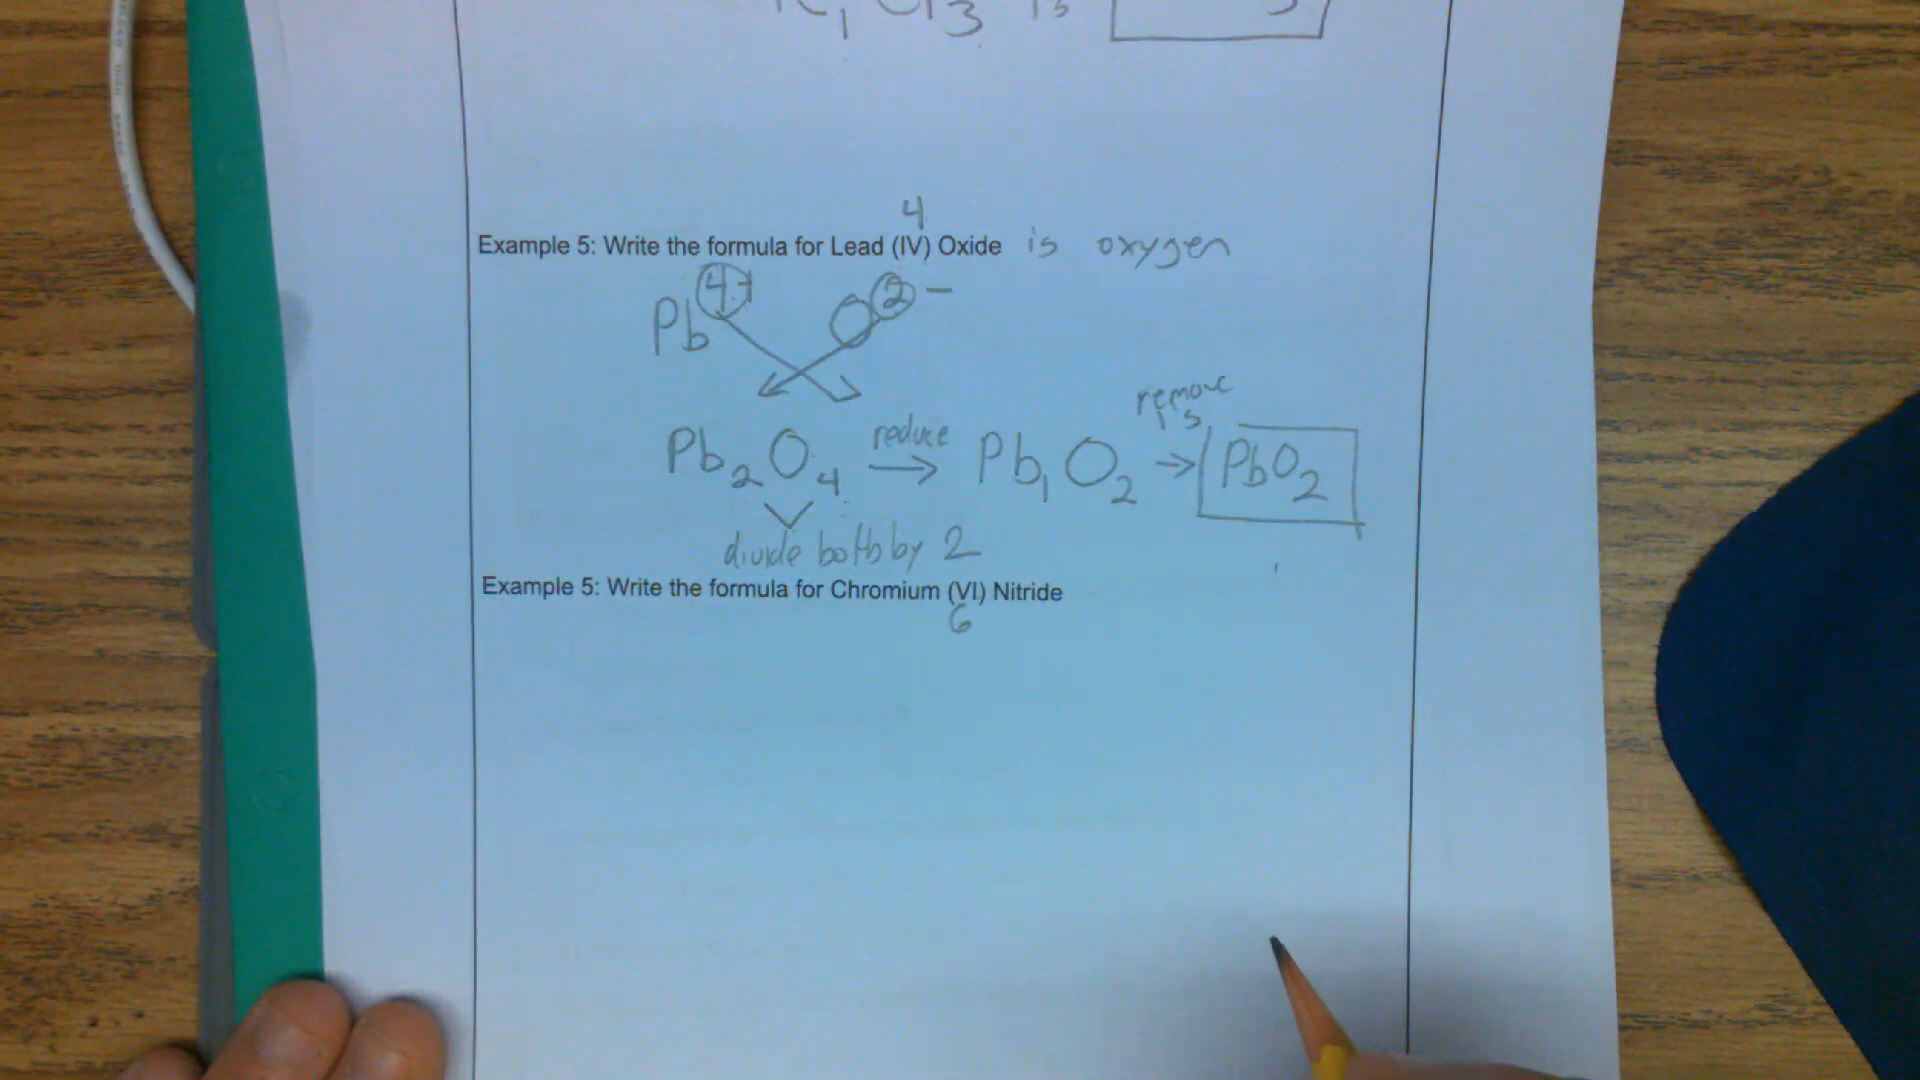 4
Example 5: Write the formula for Lead (IV) Oxide is oxygen
Pb 4+ O 2 -
remove
1s
Pb2O4 reduce → Pb1O2 → PbO2
divide both by 2
Example 5: Write the formula for Chromium (VI) Nitride
6